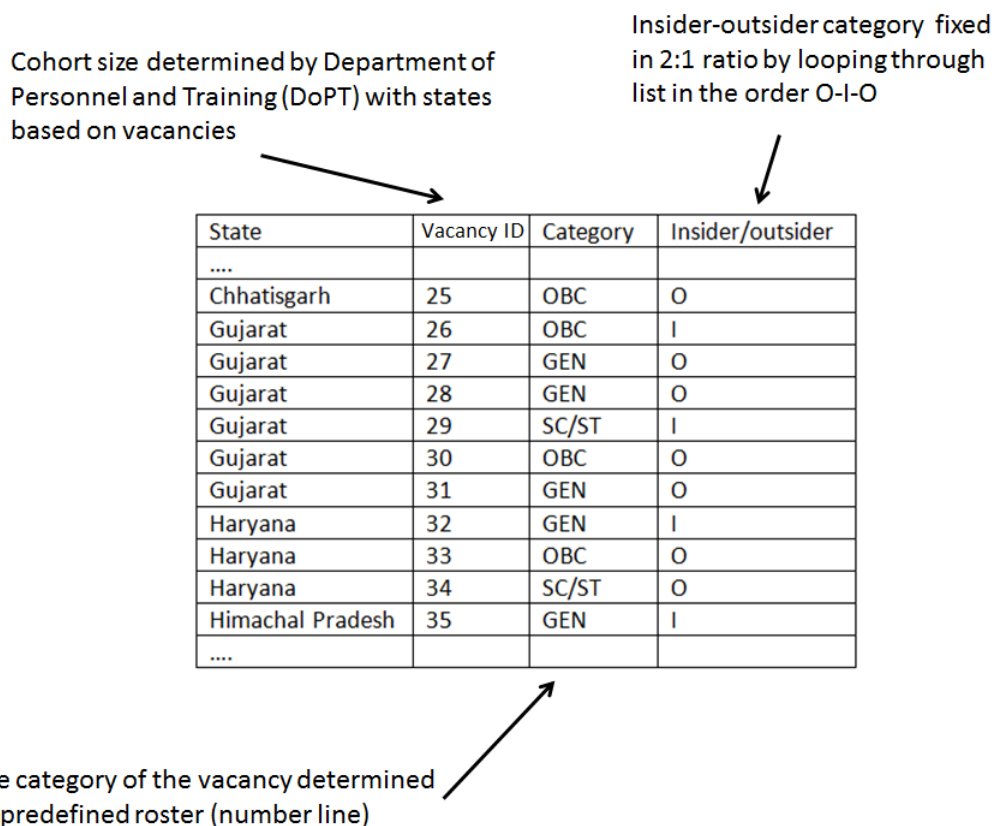 Insider-outsider category fixed
in 2:1 ratio by looping through
list in the order O-I-O
Cohort size determined by Department of
Personnel and Training (DoPT) with states
based on vacancies
State Vacancy ID Category Insider/outsider
....
Chhatisgarh 25 OBC O
Gujarat 26 OBC I
Gujarat 27 GEN O
Gujarat 28 GEN O
Gujarat 29 SC/ST I
Gujarat 30 OBC O
Gujarat 31 GEN O
Haryana 32 GEN I
Haryana 33 OBC O
Haryana 34 SC/ST O
Himachal Pradesh 35 GEN I
....
e category of the vacancy determined
predefined roster (number line)